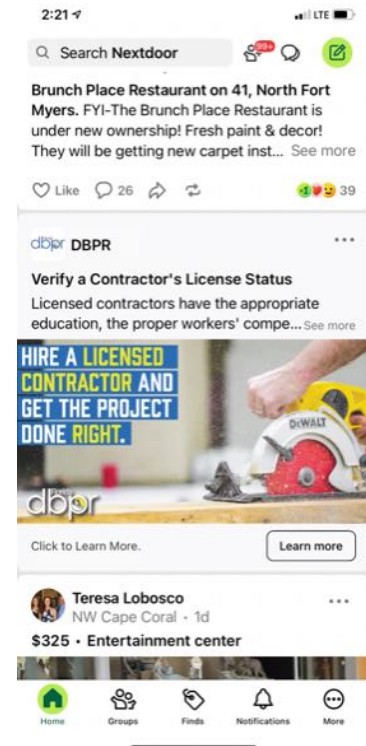 2:21 LTE
Search Nextdoor 99+
Brunch Place Restaurant on 41, North Fort
Myers. FYI-The Brunch Place Restaurant is
under new ownership! Fresh paint & decor!
They will be getting new carpet inst... See more
Like 26 +1 39
dbpr DBPR
Verify a Contractor's License Status
Licensed contractors have the appropriate
education, the proper workers' compe... See more
HIRE A LICENSED
CONTRACTOR AND
GET THE PROJECT
DONE RIGHT.
DEWALT
dbpr
Click to Learn More. Learn more
Teresa Lobosco
NW Cape Coral • 1d
$325 • Entertainment center
Home Groups Finds Notifications More